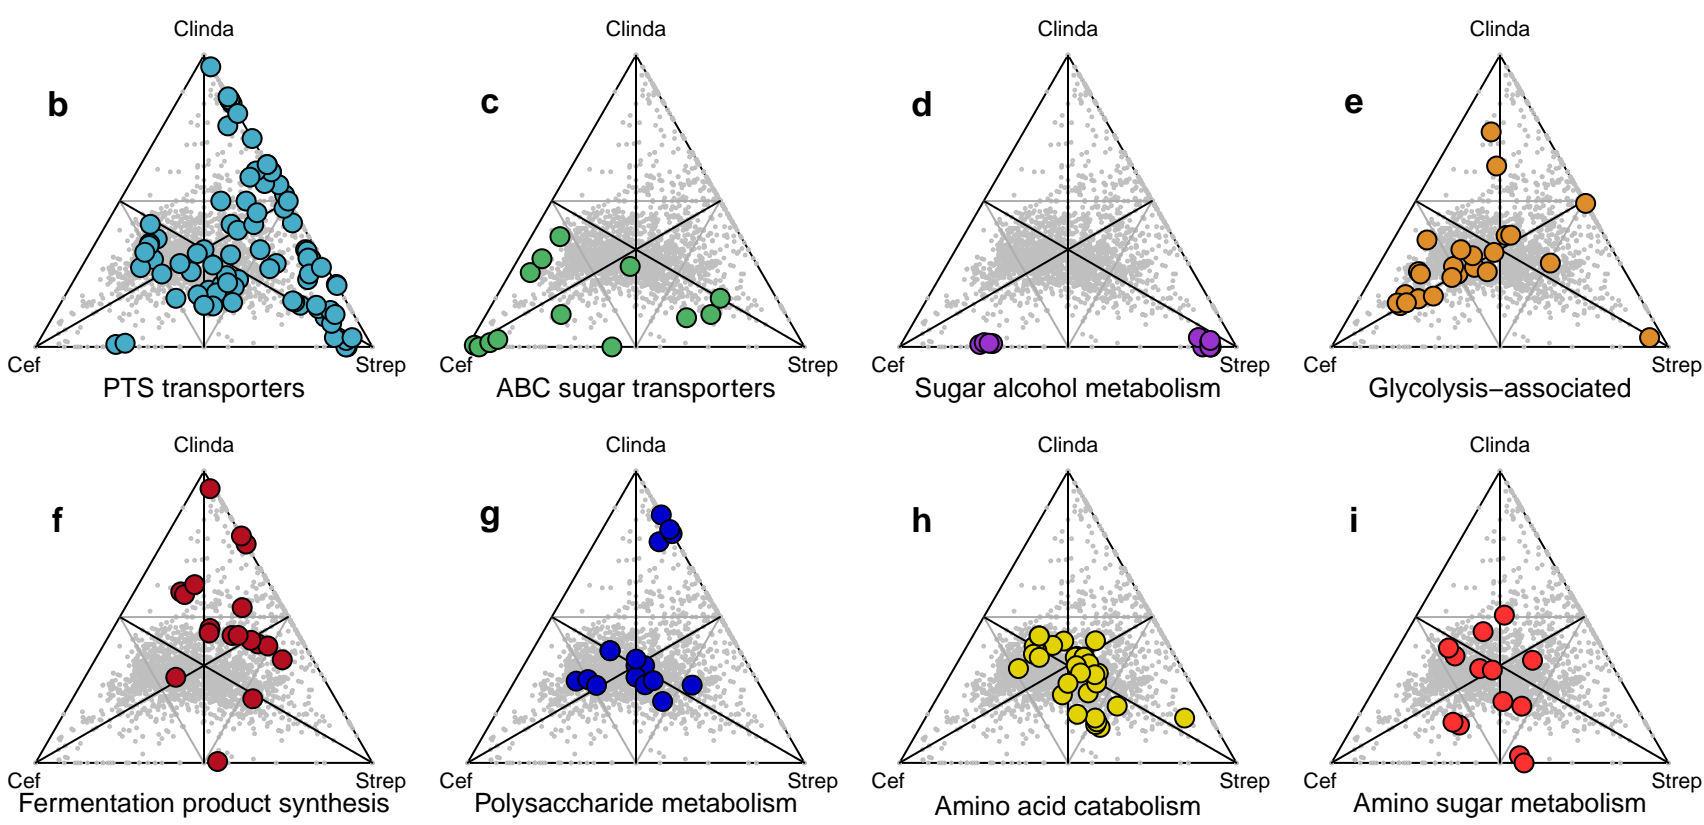 Clinda
Clinda
Clinda
Clinda
b
c
d
e
Cef
Strep
Cef
Strep
Cef
Strep
Cef
Strep
PTS transporters
ABC sugar transporters
Sugar alcohol metabolism
Glycolysis−associated
Clinda
Clinda
Clinda
Clinda
f
g
h
i
Cef
Strep
Cef
Strep
Cef
Strep
Cef
Strep
Fermentation product synthesis
Polysaccharide metabolism
Amino acid catabolism
Amino sugar metabolism